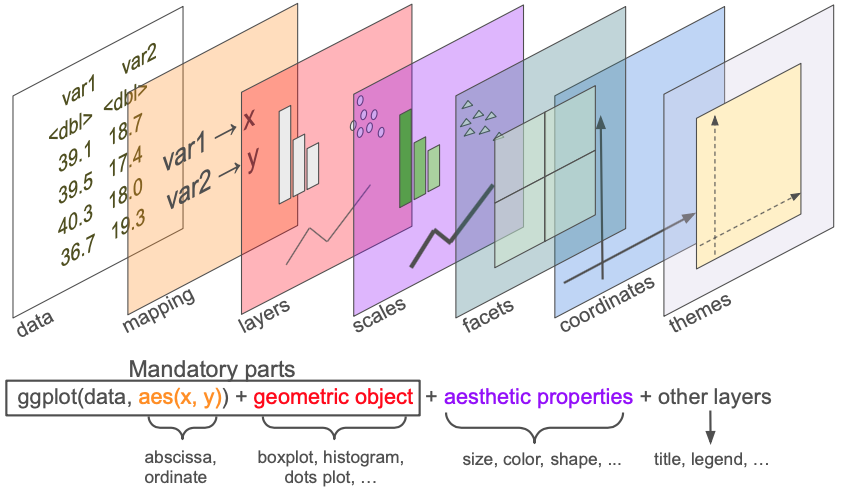 var1 var2
<dbl> <dbl>
39.1 18.7
39.5 17.4
40.3 18.0
36.7 19.3
var1 → x
var2 → y
data
mapping
layers
scales
facets
coordinates
themes
Mandatory parts
ggplot(data, aes(x, y)) + geometric object + aesthetic properties + other layers
abscissa,
ordinate
boxplot, histogram,
dots plot, …
size, color, shape, ...
title, legend, …